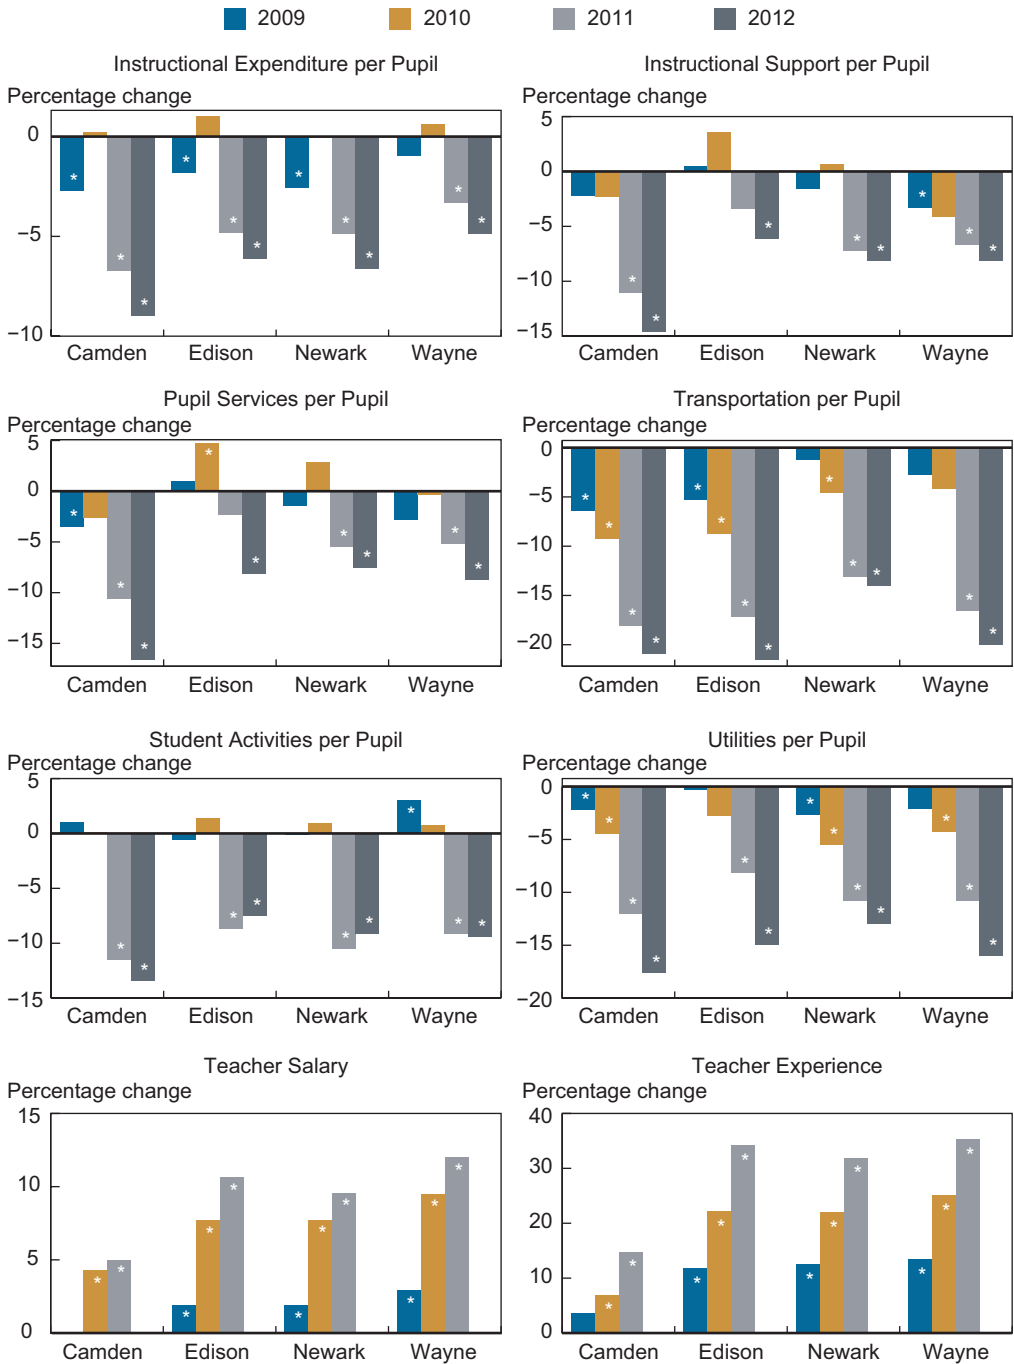 2009 2010 2011 2012
Instructional Expenditure per Pupil
Percentage change
0
−5
−10
Camden Edison Newark Wayne
Instructional Support per Pupil
Percentage change
5
0
−5
−10
−15
Camden Edison Newark Wayne
Pupil Services per Pupil
Percentage change
5
0
−5
−10
−15
Camden Edison Newark Wayne
Transportation per Pupil
Percentage change
0
−5
−10
−15
−20
Camden Edison Newark Wayne
Student Activities per Pupil
Percentage change
5
0
−5
−10
−15
Camden Edison Newark Wayne
Utilities per Pupil
Percentage change
0
−5
−10
−15
−20
Camden Edison Newark Wayne
Teacher Salary
Percentage change
15
10
5
0
Camden Edison Newark Wayne
Teacher Experience
Percentage change
40
30
20
10
0
Camden Edison Newark Wayne